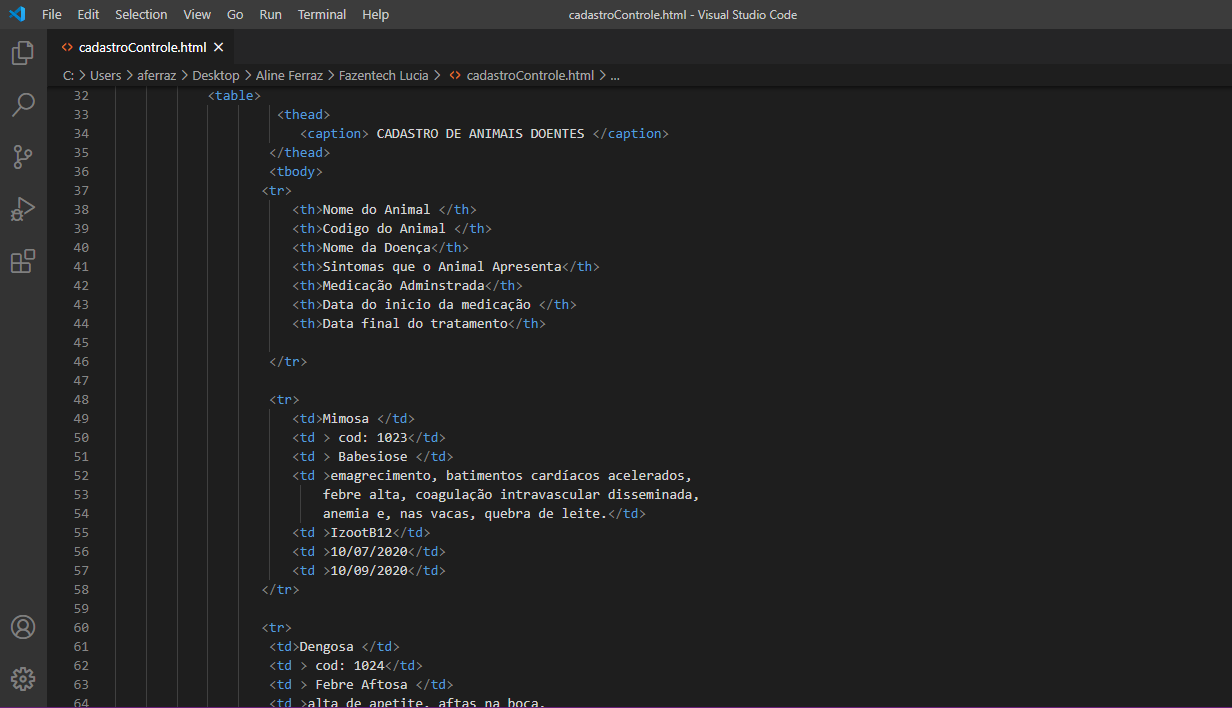 File Edit Selection View Go Run Terminal Help cadastroControle.html - Visual Studio Code
<> cadastroControle.html ×
C: > Users > aferraz > Desktop > Aline Ferraz > Fazentech Lucia > <> cadastroControle.html > ...
32 <table>
33 <thead>
34 <caption> CADASTRO DE ANIMAIS DOENTES </caption>
35 </thead>
36 <tbody>
37 <tr>
38 <th>Nome do Animal </th>
39 <th>Codigo do Animal </th>
40 <th>Nome da Doença</th>
41 <th>Sintomas que o Animal Apresenta</th>
42 <th>Medicação Adminstrada</th>
43 <th>Data do inicio da medicação </th>
44 <th>Data final do tratamento</th>
45
46 </tr>
47
48 <tr>
49 <td>Mimosa </td>
50 <td > cod: 1023</td>
51 <td > Babesiose </td>
52 <td >emagrecimento, batimentos cardíacos acelerados,
53 febre alta, coagulação intravascular disseminada,
54 anemia e, nas vacas, quebra de leite.</td>
55 <td >IzootB12</td>
56 <td >10/07/2020</td>
57 <td >10/09/2020</td>
58 </tr>
59
60 <tr>
61 <td>Dengosa </td>
62 <td > cod: 1024</td>
63 <td > Febre Aftosa </td>
64 <td >alta de apetite, aftas na boca,